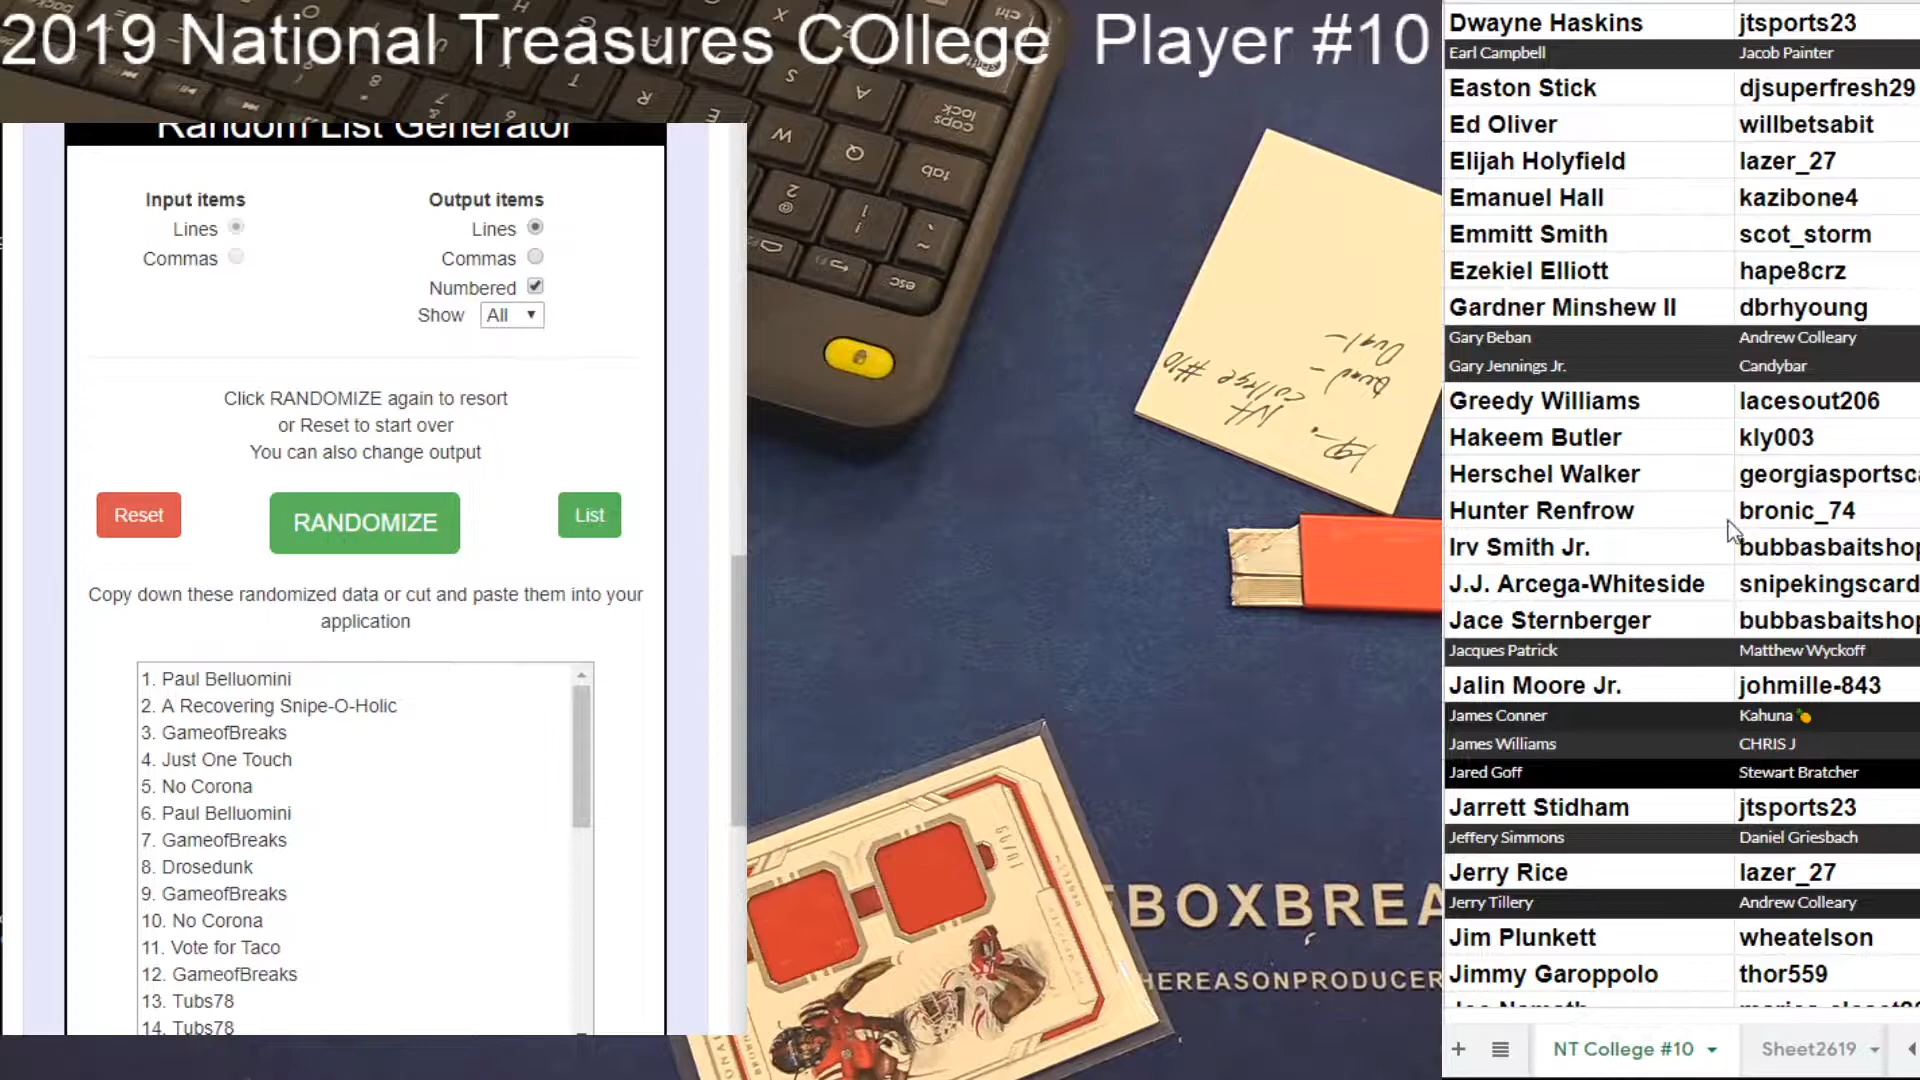 2019 National Treasures COllege Player #10
Random List Generator
Input items
Lines
Commas
Output items
Lines
Commas
Numbered
Show All
Click RANDOMIZE again to resort
or Reset to start over
You can also change output
Reset
RANDOMIZE
List
Copy down these randomized data or cut and paste them into your
application
1. Paul Belluomini
2. A Recovering Snipe-O-Holic
3. GameofBreaks
4. Just One Touch
5. No Corona
6. Paul Belluomini
7. GameofBreaks
8. Drosedunk
9. GameofBreaks
10. No Corona
11. Vote for Taco
12. GameofBreaks
13. Tubs78
14. Tubs78
ctrl
caps lock
tab
esc
A
S
W
Q
E
R
T
X
Z
H
NT
College #10
Dual -
BOXBREA
HEREASONPRODUCER
Dwayne Haskins jtsports23
Earl Campbell Jacob Painter
Easton Stick djsuperfresh29
Ed Oliver willbetsabit
Elijah Holyfield lazer_27
Emanuel Hall kazibone4
Emmitt Smith scot_storm
Ezekiel Elliott hape8crz
Gardner Minshew II dbrhyoung
Gary Beban Andrew Colleary
Gary Jennings Jr. Candybar
Greedy Williams lacesout206
Hakeem Butler kly003
Herschel Walker georgiasportsca
Hunter Renfrow bronic_74
Irv Smith Jr. bubbasbaitshop
J.J. Arcega-Whiteside snipekingscard
Jace Sternberger bubbasbaitshop
Jacques Patrick Matthew Wyckoff
Jalin Moore Jr. johmille-843
James Conner Kahuna🍍
James Williams CHRIS J
Jared Goff Stewart Bratcher
Jarrett Stidham jtsports23
Jeffery Simmons Daniel Griesbach
Jerry Rice lazer_27
Jerry Tillery Andrew Colleary
Jim Plunkett wheatelson
Jimmy Garoppolo thor559
Joe Namath
NT College #10 Sheet2619